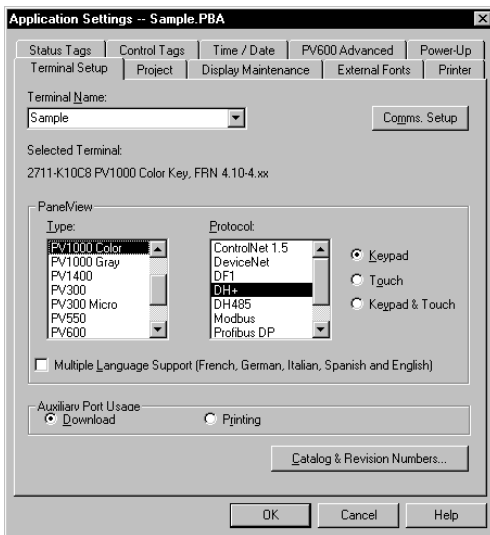 Application Settings -- Sample.PBA
Status Tags Control Tags Time / Date PV600 Advanced Power-Up
Terminal Setup Project Display Maintenance External Fonts Printer
Terminal Name:
Sample
Comms. Setup
Selected Terminal:
2711-K10C8 PV1000 Color Key, FRN 4.10-4.xx
PanelView
Type:
PV1000 Color
PV1000 Gray
PV1400
PV300
PV300 Micro
PV550
PV600
Protocol:
ControlNet 1.5
DeviceNet
DF1
DH+
DH485
Modbus
Profibus DP
Keypad
Touch
Keypad & Touch
Multiple Language Support (French, German, Italian, Spanish and English)
Auxiliary Port Usage
Download Printing
Catalog & Revision Numbers...
OK Cancel Help